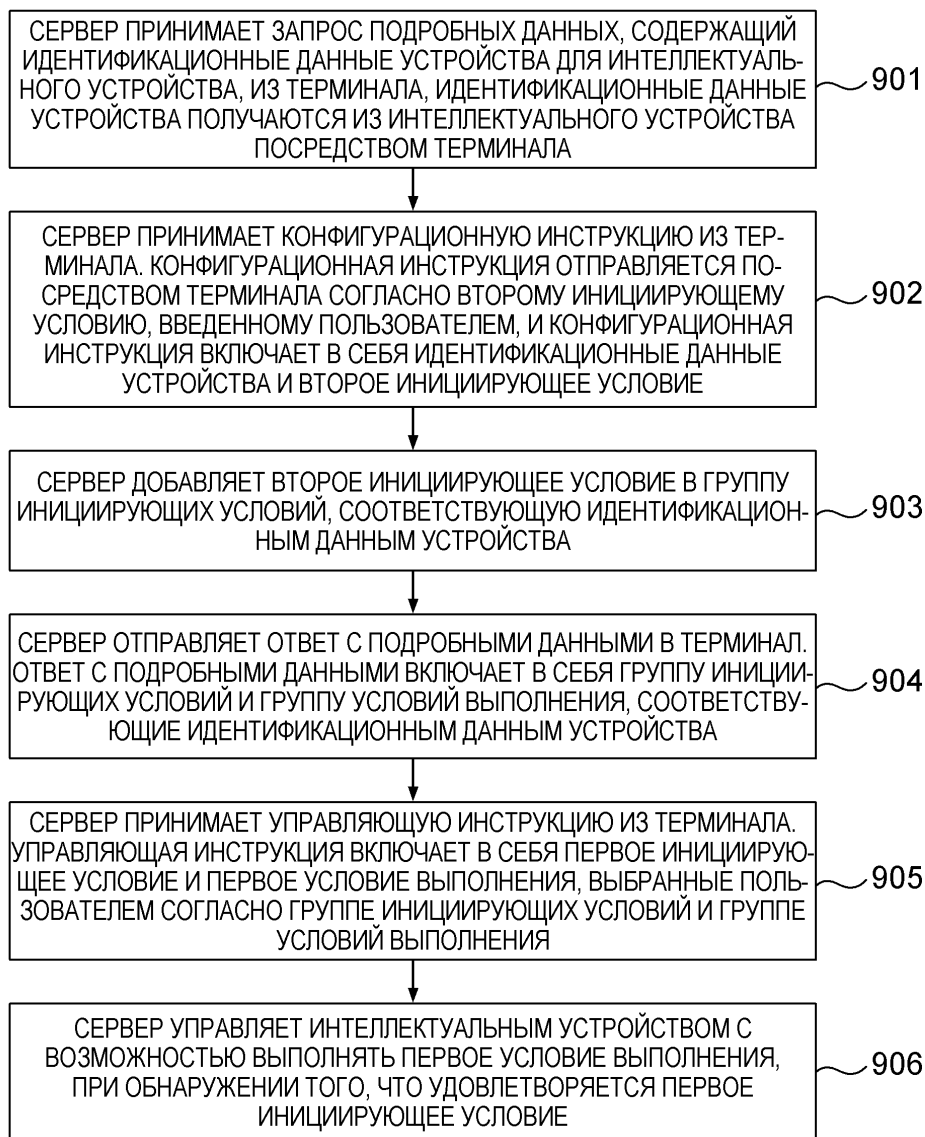 СЕРВЕР ПРИНИМАЕТ ЗАПРОС ПОДРОБНЫХ ДАННЫХ, СОДЕРЖАЩИЙ
ИДЕНТИФИКАЦИОННЫЕ ДАННЫЕ УСТРОЙСТВА ДЛЯ ИНТЕЛЛЕКТУАЛЬ-
НОГО УСТРОЙСТВА, ИЗ ТЕРМИНАЛА, ИДЕНТИФИКАЦИОННЫЕ ДАННЫЕ
УСТРОЙСТВА ПОЛУЧАЮТСЯ ИЗ ИНТЕЛЛЕКТУАЛЬНОГО УСТРОЙСТВА
ПОСРЕДСТВОМ ТЕРМИНАЛА
901
СЕРВЕР ПРИНИМАЕТ КОНФИГУРАЦИОННУЮ ИНСТРУКЦИЮ ИЗ ТЕР-
МИНАЛА. КОНФИГУРАЦИОННАЯ ИНСТРУКЦИЯ ОТПРАВЛЯЕТСЯ ПО-
СРЕДСТВОМ ТЕРМИНАЛА СОГЛАСНО ВТОРОМУ ИНИЦИИРУЮЩЕМУ
УСЛОВИЮ, ВВЕДЕННОМУ ПОЛЬЗОВАТЕЛЕМ, И КОНФИГУРАЦИОННАЯ
ИНСТРУКЦИЯ ВКЛЮЧАЕТ В СЕБЯ ИДЕНТИФИКАЦИОННЫЕ ДАННЫЕ
УСТРОЙСТВА И ВТОРОЕ ИНИЦИИРУЮЩЕЕ УСЛОВИЕ
902
СЕРВЕР ДОБАВЛЯЕТ ВТОРОЕ ИНИЦИИРУЮЩЕЕ УСЛОВИЕ В ГРУППУ
ИНИЦИИРУЮЩИХ УСЛОВИЙ, СООТВЕТСТВУЮЩУЮ ИДЕНТИФИКАЦИОН-
НЫМ ДАННЫМ УСТРОЙСТВА
903
СЕРВЕР ОТПРАВЛЯЕТ ОТВЕТ С ПОДРОБНЫМИ ДАННЫМИ В ТЕРМИНАЛ.
ОТВЕТ С ПОДРОБНЫМИ ДАННЫМИ ВКЛЮЧАЕТ В СЕБЯ ГРУППУ ИНИЦИИ-
РУЮЩИХ УСЛОВИЙ И ГРУППУ УСЛОВИЙ ВЫПОЛНЕНИЯ, СООТВЕТСТВУ-
ЮЩИЕ ИДЕНТИФИКАЦИОННЫМ ДАННЫМ УСТРОЙСТВА
904
СЕРВЕР ПРИНИМАЕТ УПРАВЛЯЮЩУЮ ИНСТРУКЦИЮ ИЗ ТЕРМИНАЛА.
УПРАВЛЯЮЩАЯ ИНСТРУКЦИЯ ВКЛЮЧАЕТ В СЕБЯ ПЕРВОЕ ИНИЦИИРУЮ-
ЩЕЕ УСЛОВИЕ И ПЕРВОЕ УСЛОВИЕ ВЫПОЛНЕНИЯ, ВЫБРАННЫЕ ПОЛЬ-
ЗОВАТЕЛЕМ СОГЛАСНО ГРУППЕ ИНИЦИИРУЮЩИХ УСЛОВИЙ И ГРУППЕ
УСЛОВИЙ ВЫПОЛНЕНИЯ
905
СЕРВЕР УПРАВЛЯЕТ ИНТЕЛЛЕКТУАЛЬНЫМ УСТРОЙСТВОМ С
ВОЗМОЖНОСТЬЮ ВЫПОЛНЯТЬ ПЕРВОЕ УСЛОВИЕ ВЫПОЛНЕНИЯ,
ПРИ ОБНАРУЖЕНИИ ТОГО, ЧТО УДОВЛЕТВОРЯЕТСЯ ПЕРВОЕ
ИНИЦИИРУЮЩЕЕ УСЛОВИЕ
906